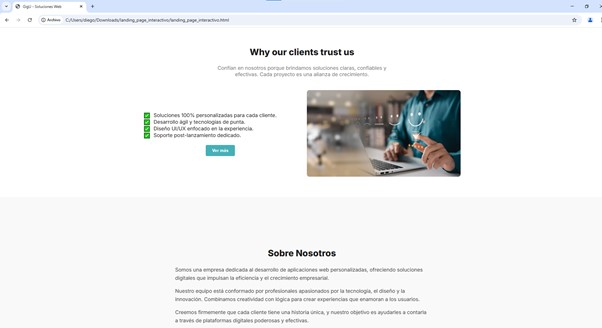 GigU - Soluciones Web
Archivo C:/Users/diago/Downloads/landing_page_interactivo/landing_page_interactivo.html
Why our clients trust us
Confían en nosotros porque brindamos soluciones claras, confiables y
efectivas. Cada proyecto es una alianza de crecimiento.
Soluciones 100% personalizadas para cada cliente.
Desarrollo ágil y tecnologías de punta.
Diseño UI/UX enfocado en la experiencia.
Soporte post-lanzamiento dedicado.
Ver más
Sobre Nosotros
Somos una empresa dedicada al desarrollo de aplicaciones web personalizadas, ofreciendo soluciones
digitales que impulsan la eficiencia y el crecimiento empresarial.
Nuestro equipo está conformado por profesionales apasionados por la tecnología, el diseño y la
innovación. Combinamos creatividad con lógica para crear experiencias que enamoran a los usuarios.
Creemos firmemente que cada cliente tiene una historia única, y nuestro objetivo es ayudarles a contarla
a través de plataformas digitales poderosas y efectivas.